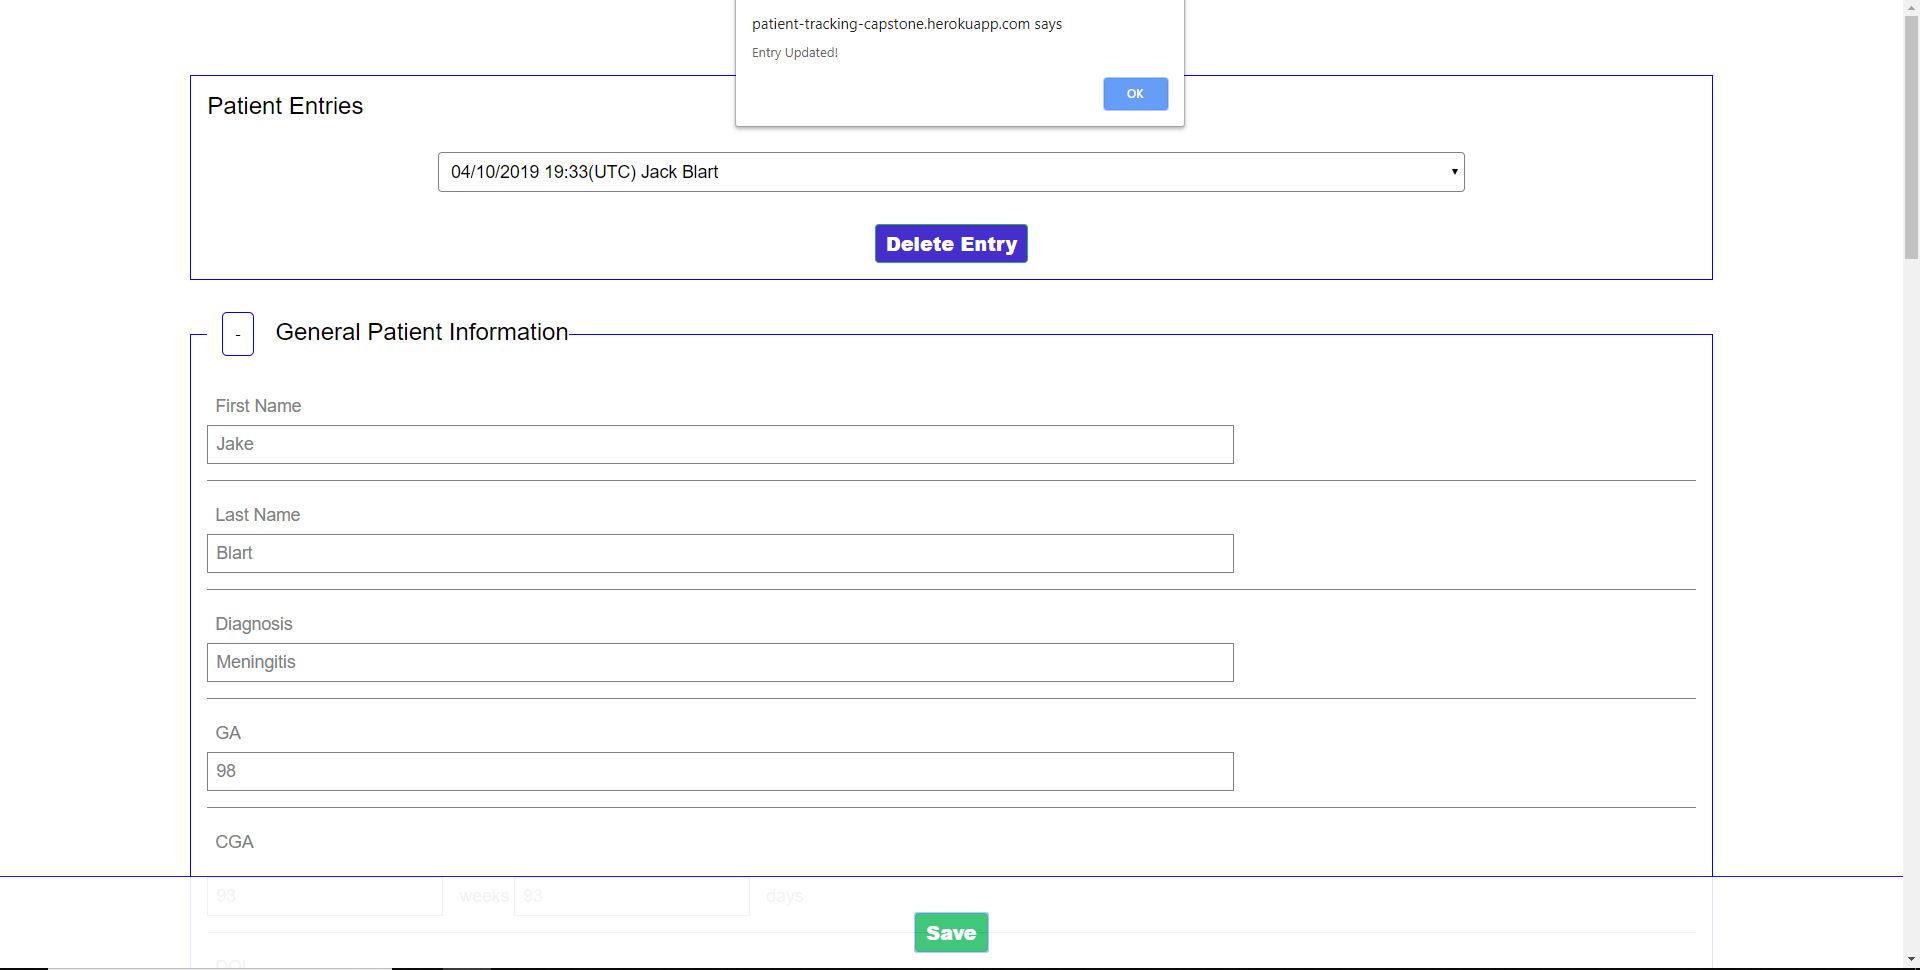 patient-tracking-capstone.herokuapp.com says
Entry Updated!
OK
Patient Entries
04/10/2019 19:33(UTC) Jack Blart
Delete Entry
- General Patient Information
First Name
Jake
Last Name
Blart
Diagnosis
Meningitis
GA
98
CGA
93 weeks 93 days
Save